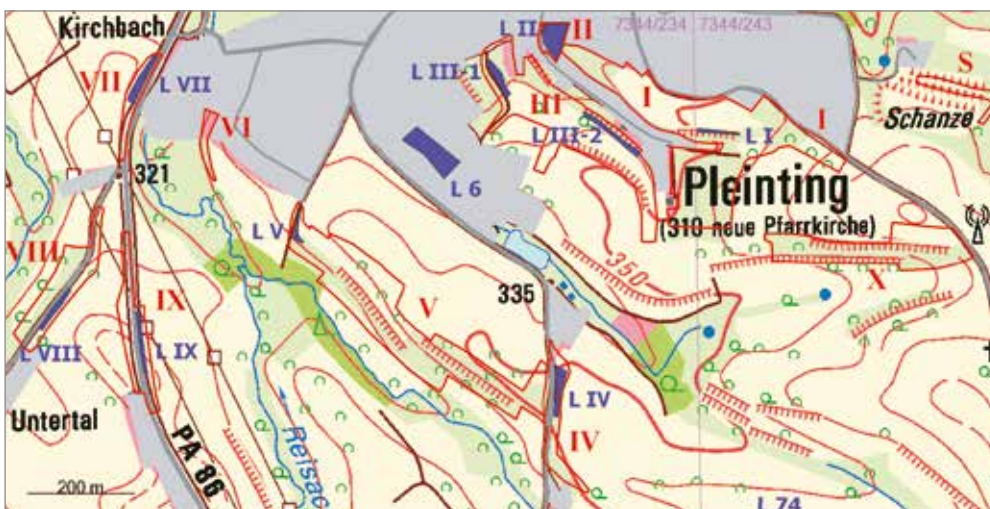 Kirchbach
L II
II
7344/234
7344/243
VII
L VII
L III-1
S
III
I
Schanze
VI
L III-2
L I
I
321
L 6
Pleinting
(310 neue Pfarrkirche)
VIII
350
X
335
V
IX
L VIII
L IX
L IV
Untertal
IV
PA 86
Reisac
200 m
L 74